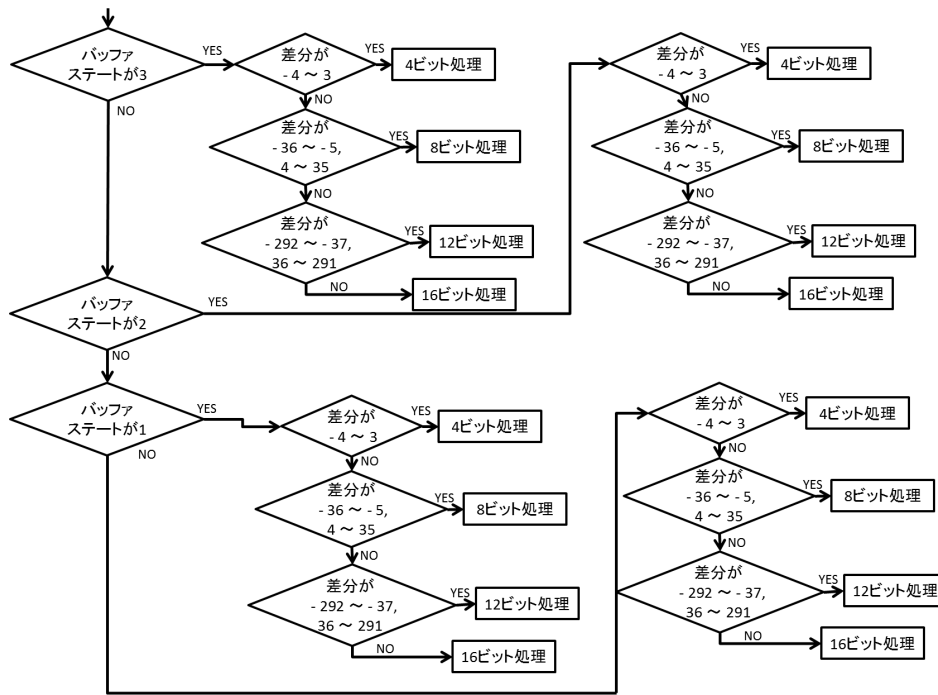 バッファ
ステートが3
YES
NO
差分が
- 4 ～ 3
YES
4ビット処理
NO
差分が
- 36 ～ - 5,
4 ～ 35
YES
8ビット処理
NO
差分が
- 292 ～ - 37,
36 ～ 291
YES
12ビット処理
NO
16ビット処理
バッファ
ステートが2
YES
NO
差分が
- 4 ～ 3
YES
4ビット処理
NO
差分が
- 36 ～ - 5,
4 ～ 35
YES
8ビット処理
NO
差分が
- 292 ～ - 37,
36 ～ 291
YES
12ビット処理
NO
16ビット処理
バッファ
ステートが1
YES
NO
差分が
- 4 ～ 3
YES
4ビット処理
NO
差分が
- 36 ～ - 5,
4 ～ 35
YES
8ビット処理
NO
差分が
- 292 ～ - 37,
36 ～ 291
YES
12ビット処理
NO
16ビット処理
差分が
- 4 ～ 3
YES
4ビット処理
NO
差分が
- 36 ～ - 5,
4 ～ 35
YES
8ビット処理
NO
差分が
- 292 ～ - 37,
36 ～ 291
YES
12ビット処理
NO
16ビット処理